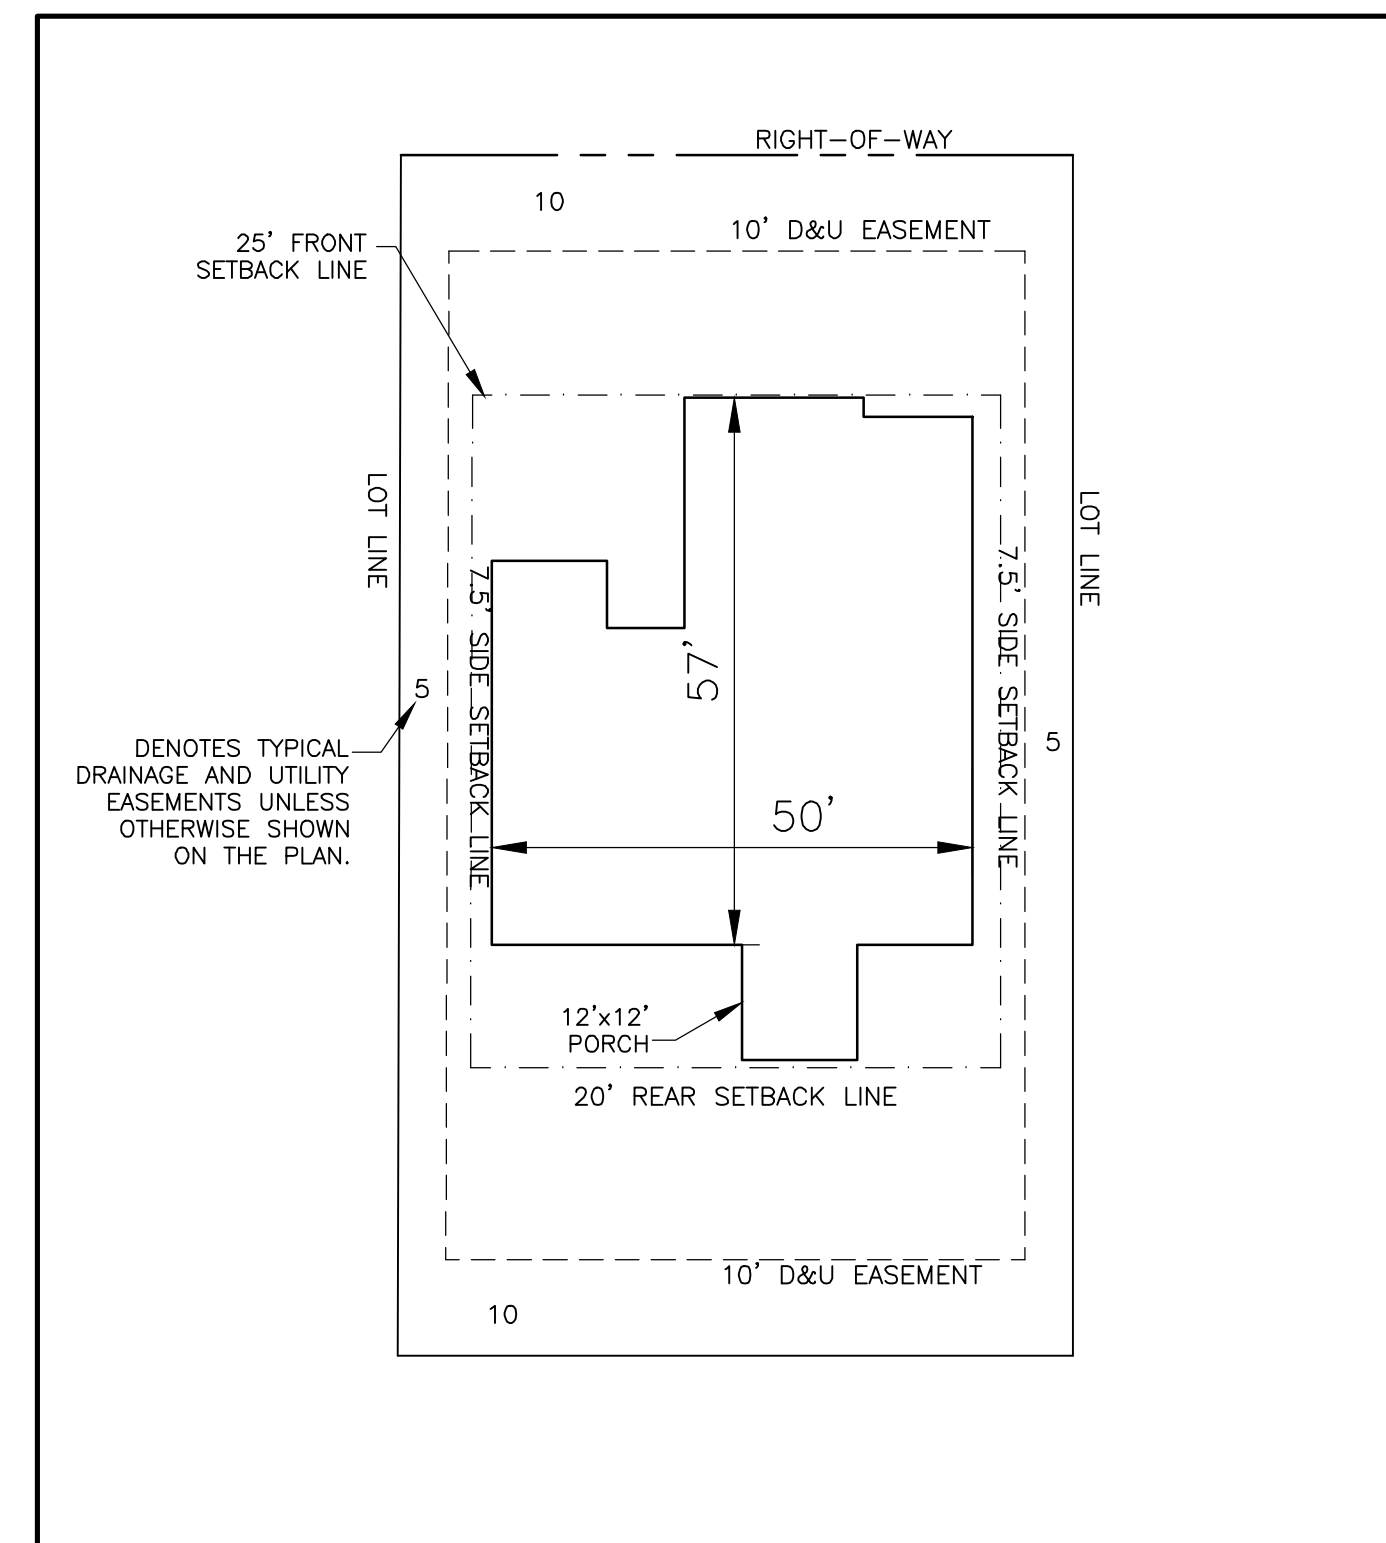 RIGHT-OF-WAY
10
10' D&U EASEMENT
25' FRONT
SETBACK LINE
LOT LINE
LOT LINE
7.5' SIDE SETBACK LINE
7.5' SIDE SETBACK LINE
57'
5
5
DENOTES TYPICAL
DRAINAGE AND UTILITY
EASEMENTS UNLESS
OTHERWISE SHOWN
ON THE PLAN.
50'
12'x12'
PORCH
20' REAR SETBACK LINE
10' D&U EASEMENT
10